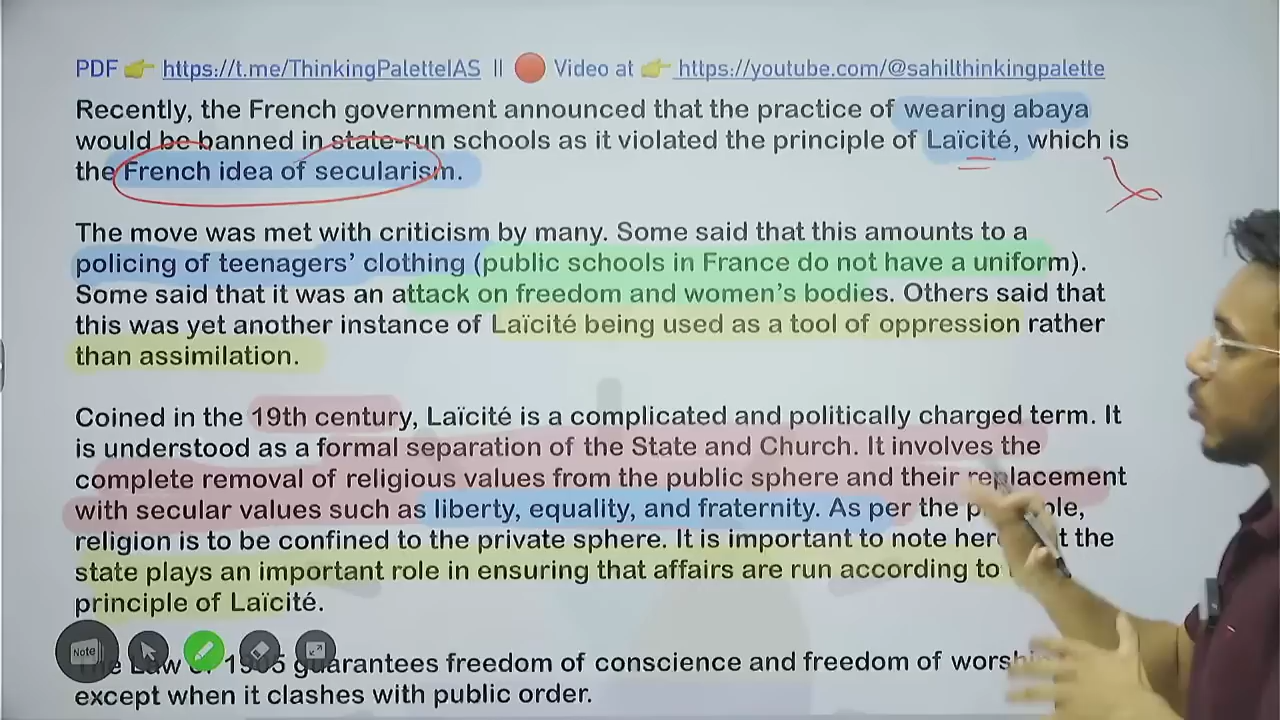 PDF 👉 https://t.me/ThinkingPaletteIAS || 🔴 Video at 👉 https://youtube.com/@sahilthinkingpalette
Recently, the French government announced that the practice of wearing abaya
would be banned in state-run schools as it violated the principle of Laïcité, which is
the French idea of secularism.
The move was met with criticism by many. Some said that this amounts to a
policing of teenagers’ clothing (public schools in France do not have a uniform).
Some said that it was an attack on freedom and women’s bodies. Others said that
this was yet another instance of Laïcité being used as a tool of oppression rather
than assimilation.
Coined in the 19th century, Laïcité is a complicated and politically charged term. It
is understood as a formal separation of the State and Church. It involves the
complete removal of religious values from the public sphere and their replacement
with secular values such as liberty, equality, and fraternity. As per the
religion is to be confined to the private sphere. It is important to note the
state plays an important role in ensuring that affairs are run according to
principle of Laïcité.
Note
Law 1905 guarantees freedom of conscience and freedom of
except when it clashes with public order.